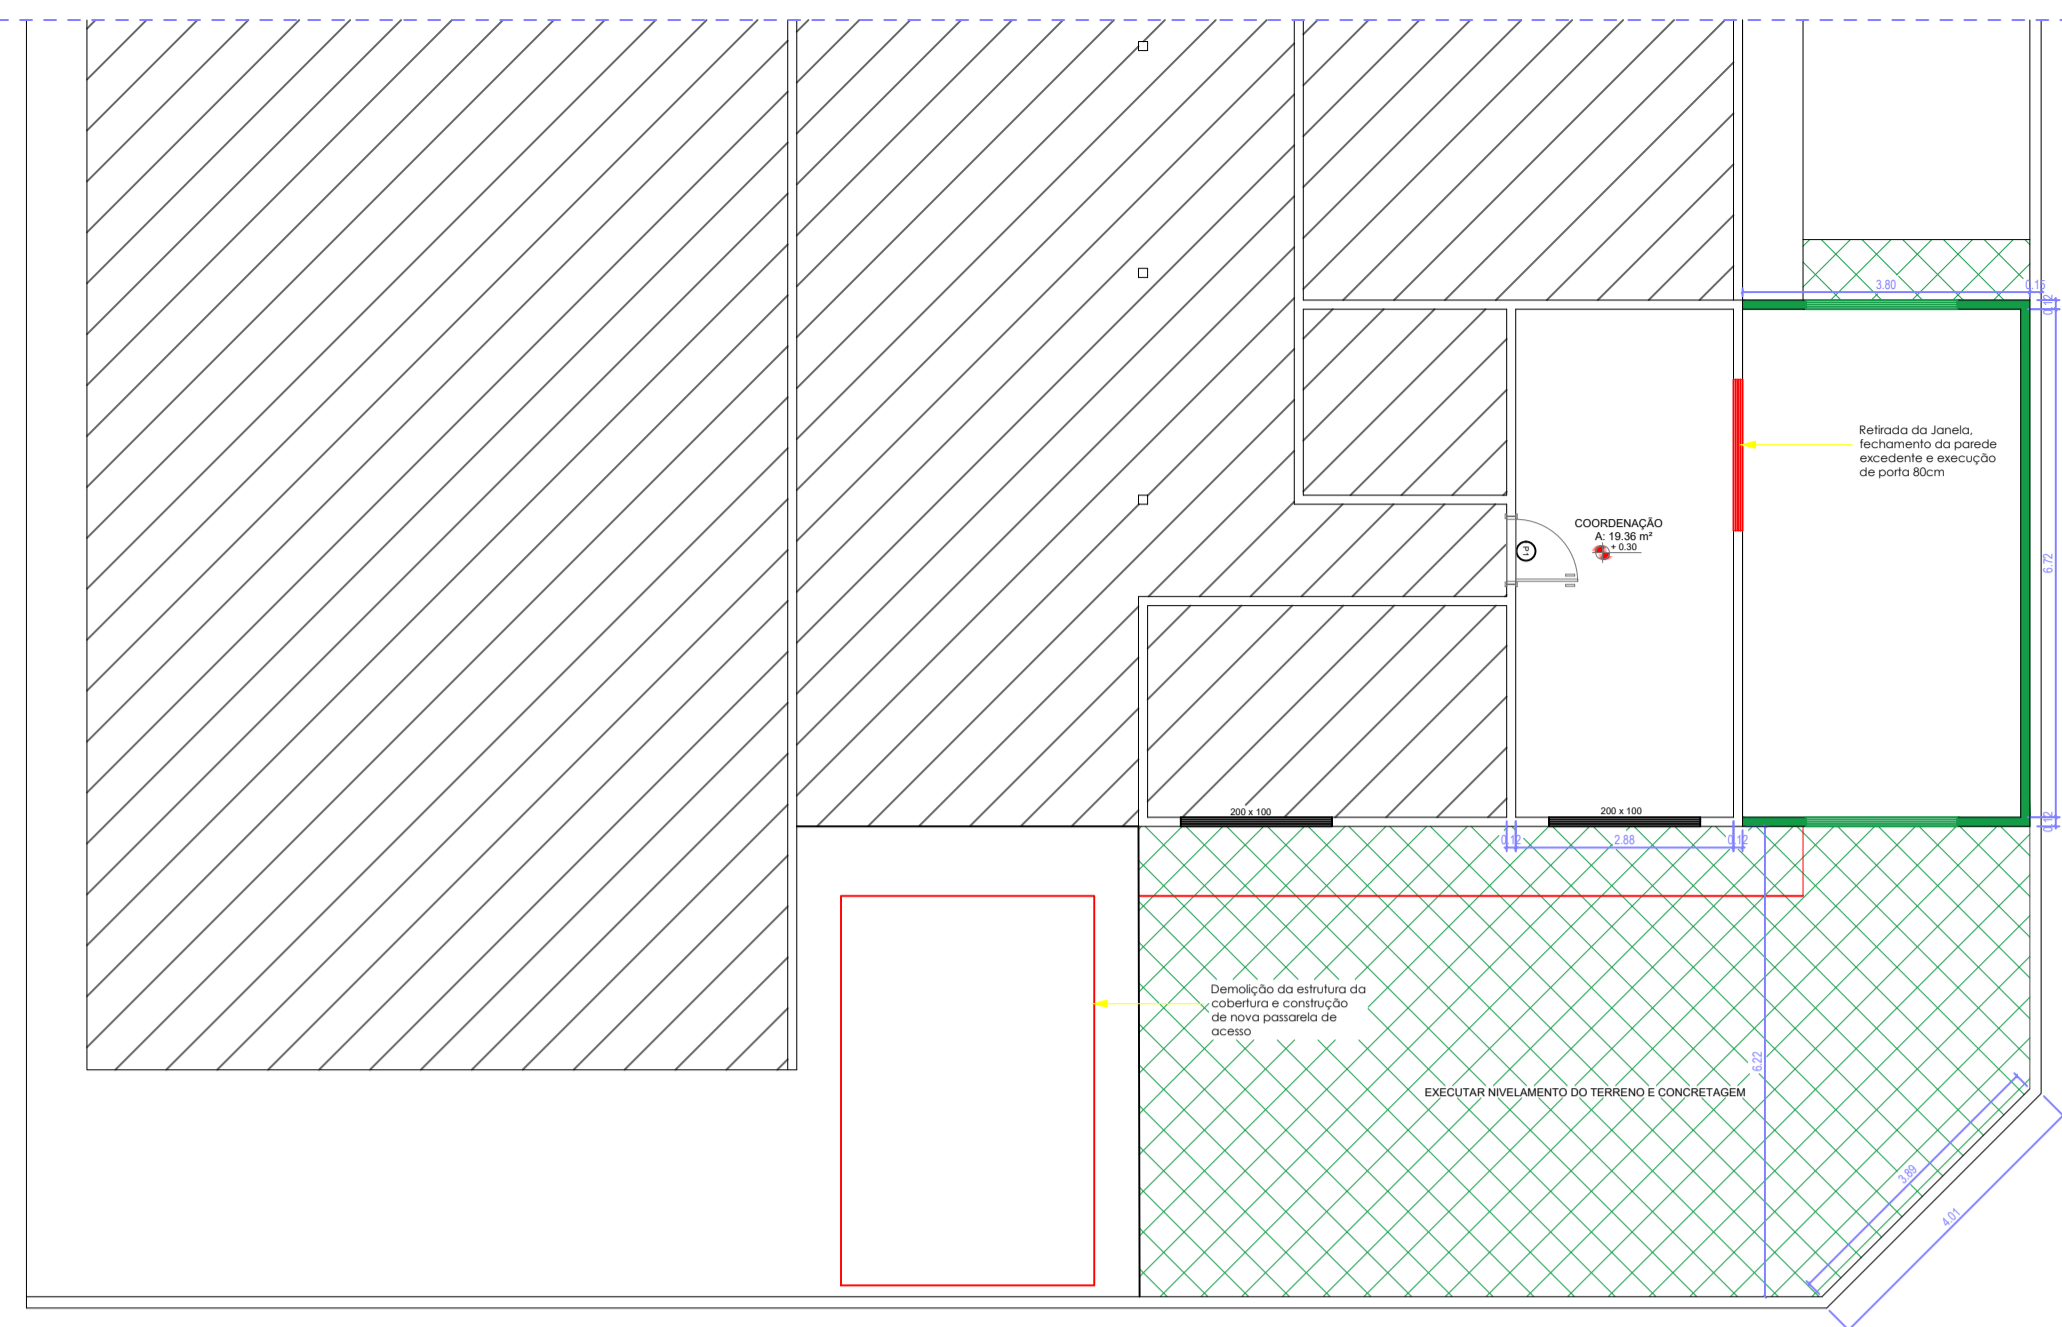 3.80
0.15
0.12
Retirada da Janela,
fechamento da parede
excedente e execução
de porta 80cm
COORDENAÇÃO
A: 19.36 m²
+ 0.30
P1
6.72
200 x 100
200 x 100
0.12
2.88
0.12
0.12
Demolição da estrutura da
cobertura e construção
de nova passarela de
acesso
6.22
EXECUTAR NIVELAMENTO DO TERRENO E CONCRETAGEM
3.89
4.01